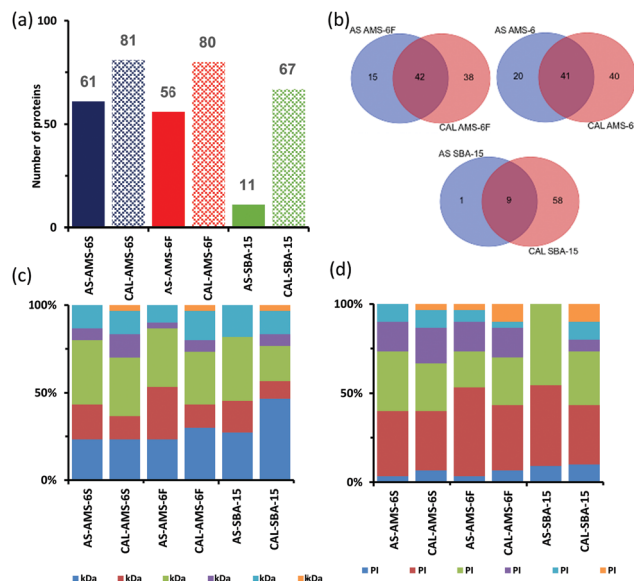 (a)
Number of proteins
100
50
0
61
81
56
80
11
67
AS-AMS-6S
CAL-AMS-6S
AS-AMS-6F
CAL-AMS-6F
AS-SBA-15
CAL-SBA-15
(b)
AS AMS-6F
15
42
38
CAL AMS-6F
AS AMS-6
20
41
40
CAL AMS-6
AS SBA-15
1
9
58
CAL SBA-15
(c)
100%
50%
0%
AS-AMS-6S
CAL-AMS-6S
AS-AMS-6F
CAL-AMS-6F
AS-SBA-15
CAL-SBA-15
kDa
kDa
kDa
kDa
kDa
(d)
100%
50%
0%
AS-AMS-6S
CAL-AMS-6S
AS-AMS-6F
CAL-AMS-6F
AS-SBA-15
CAL-SBA-15
PI
PI
PI
PI
PI
PI